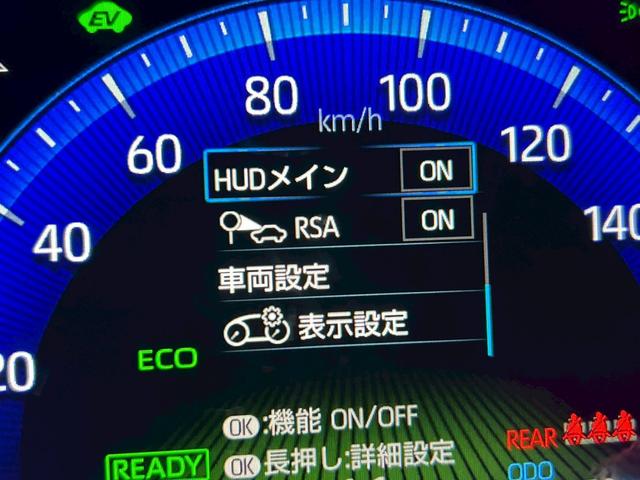 EV
80
100
km/h
60
120
HUDメイン ON
40
RSA ON
140
車両設定
表示設定
20
ECO
OK:機能 ON/OFF
READY
OK長押し:詳細設定
REAR
ODO